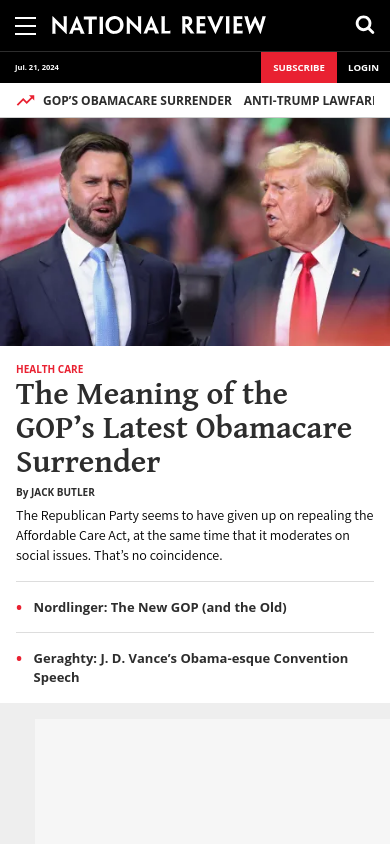 NATIONAL REVIEW
Jul. 21, 2024
SUBSCRIBE
LOGIN
GOP'S OBAMACARE SURRENDER
ANTI-TRUMP LAWFAR
HEALTH CARE
The Meaning of the
GOP’s Latest Obamacare
Surrender
By JACK BUTLER
The Republican Party seems to have given up on repealing the
Affordable Care Act, at the same time that it moderates on
social issues. That’s no coincidence.
Nordlinger: The New GOP (and the Old)
Geraghty: J. D. Vance’s Obama-esque Convention
Speech